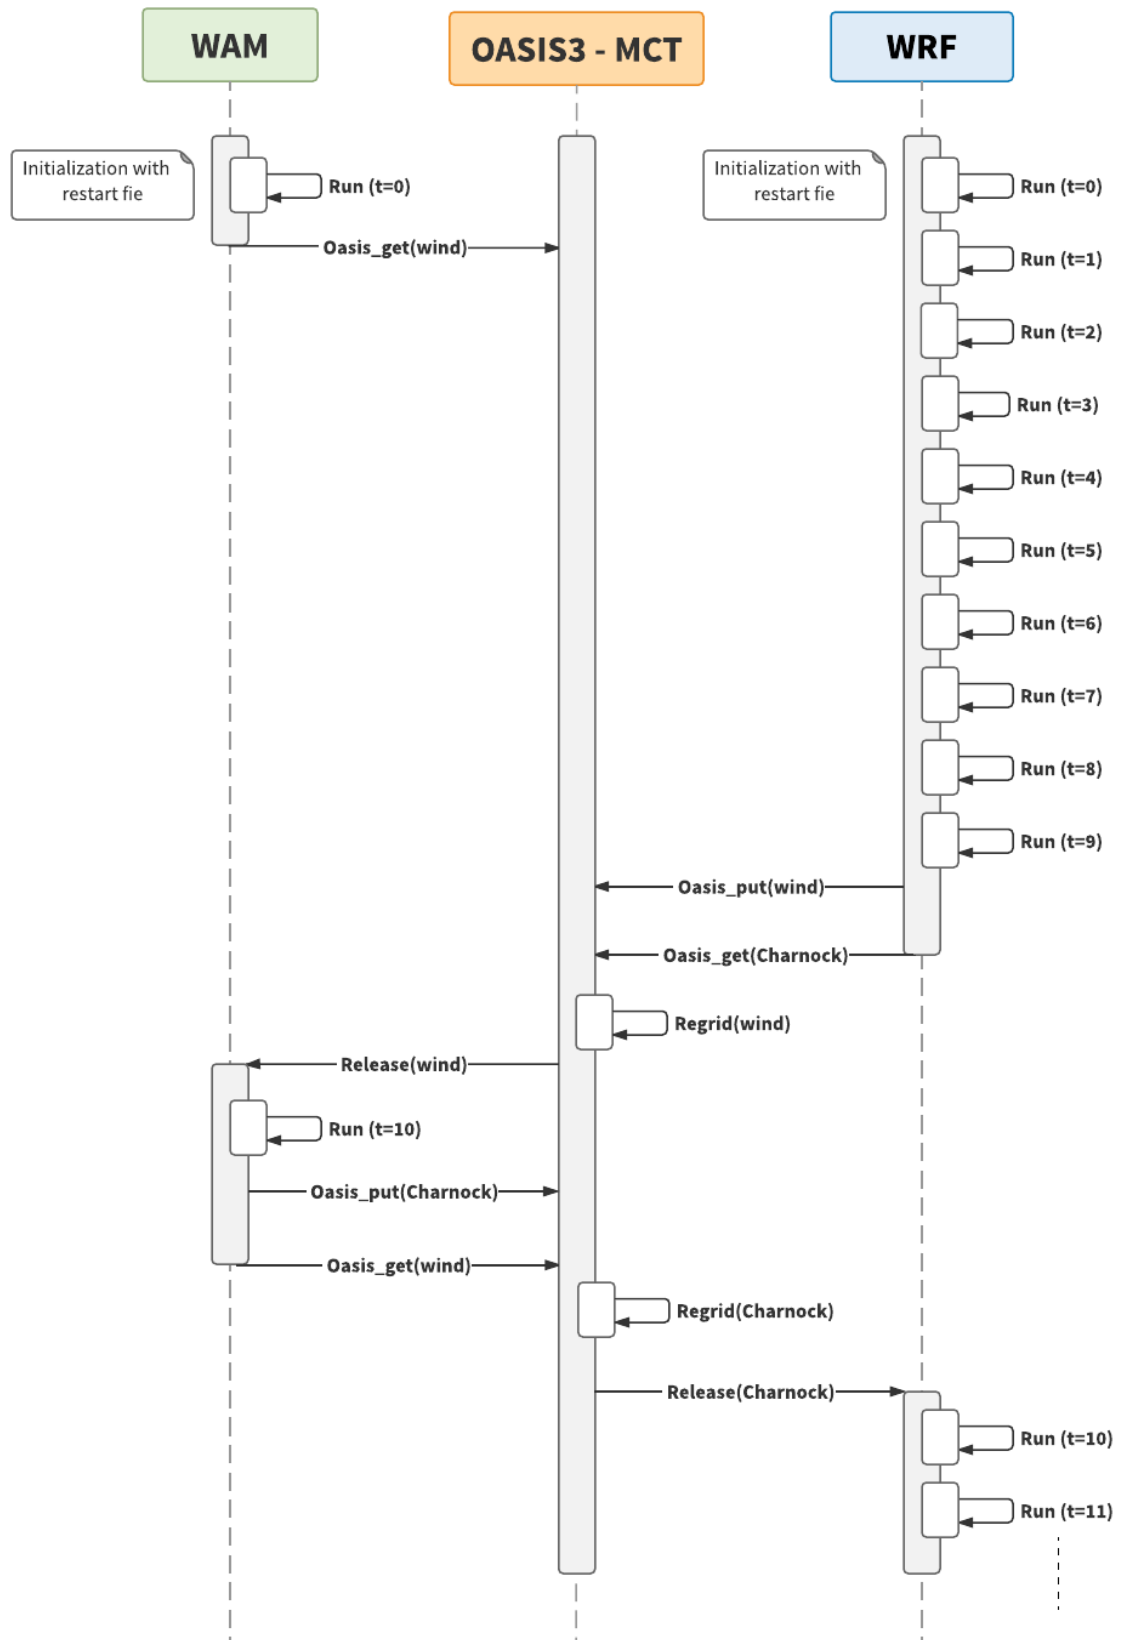 WAM
OASIS3 - MCT
WRF
Initialization with
restart fie
Run (t=0)
Initialization with
restart fie
Run (t=0)
Oasis_get(wind)
Run (t=1)
Run (t=2)
Run (t=3)
Run (t=4)
Run (t=5)
Run (t=6)
Run (t=7)
Run (t=8)
Run (t=9)
Oasis_put(wind)
Oasis_get(Charnock)
Regrid(wind)
Release(wind)
Run (t=10)
Oasis_put(Charnock)
Oasis_get(wind)
Regrid(Charnock)
Release(Charnock)
Run (t=10)
Run (t=11)